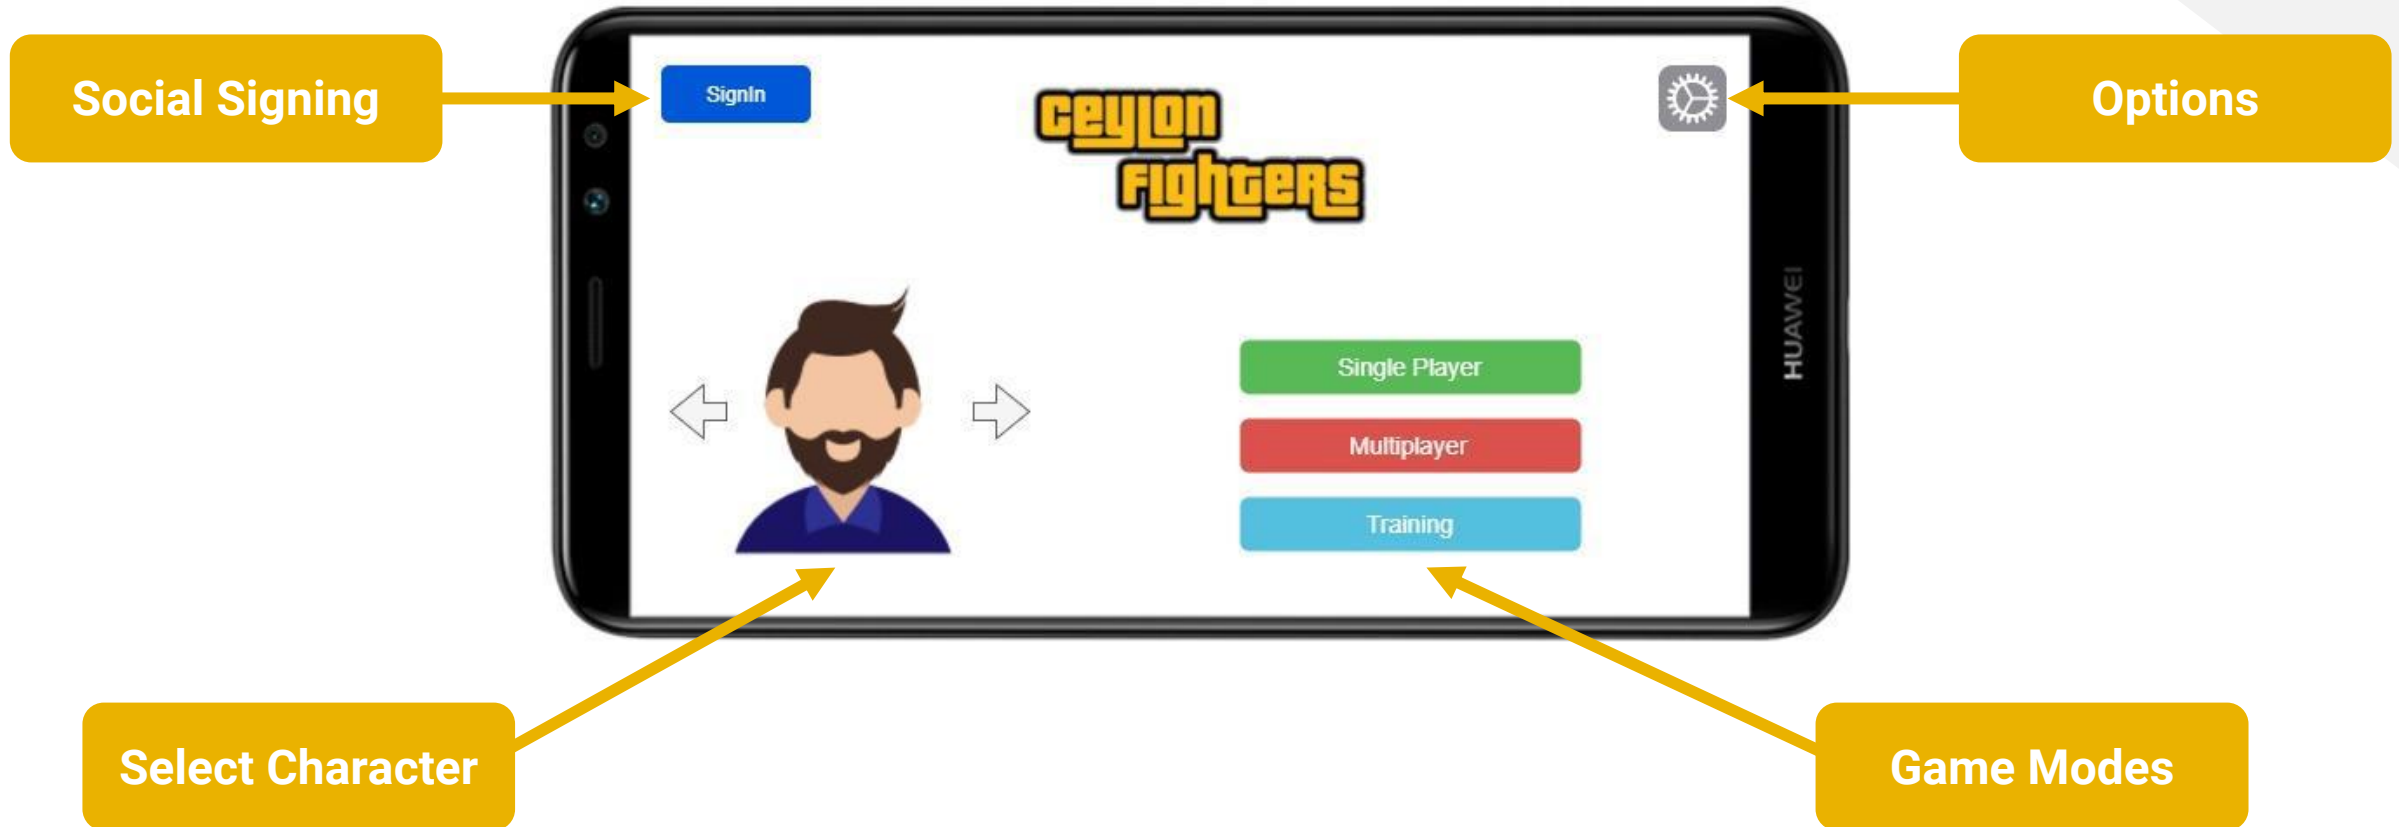 Social Signing
SignIn
ceylon
Fighters
Options
HUAWEI
Single Player
Multiplayer
Training
Select Character
Game Modes